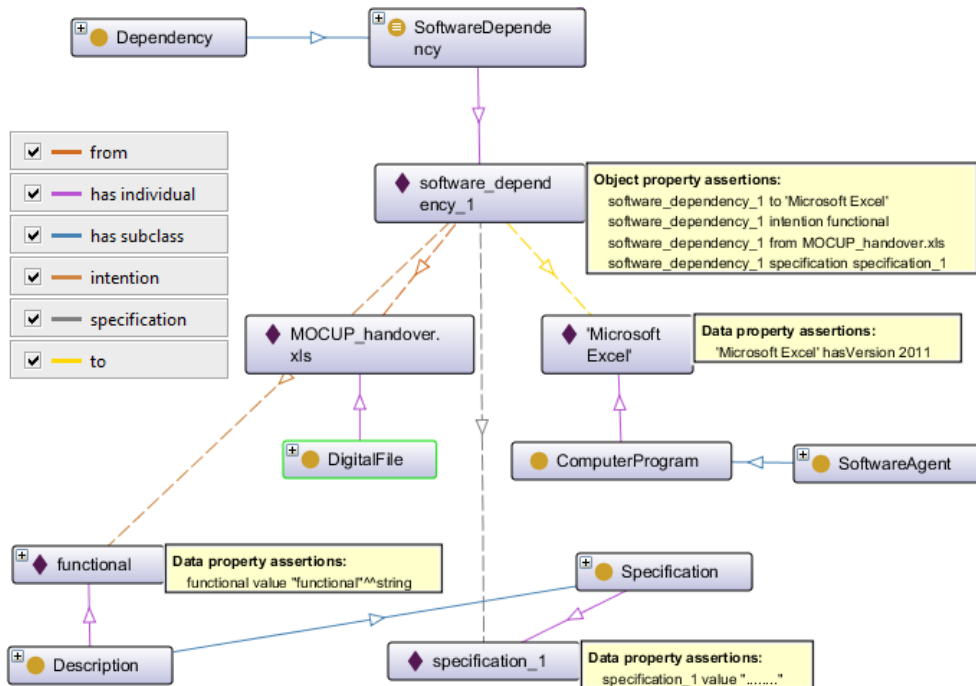 Dependency
SoftwareDepende
ncy
from
has individual
has subclass
intention
specification
to
software_depend
ency_1
Object property assertions:
software_dependency_1 to 'Microsoft Excel'
software_dependency_1 intention functional
software_dependency_1 from MOCUP_handover.xls
software_dependency_1 specification specification_1
MOCUP_handover.
xls
'Microsoft
Excel'
Data property assertions:
'Microsoft Excel' hasVersion 2011
DigitalFile
ComputerProgram
SoftwareAgent
functional
Data property assertions:
functional value "functional"^^string
Specification
Description
specification_1
Data property assertions:
specification_1 value "........"